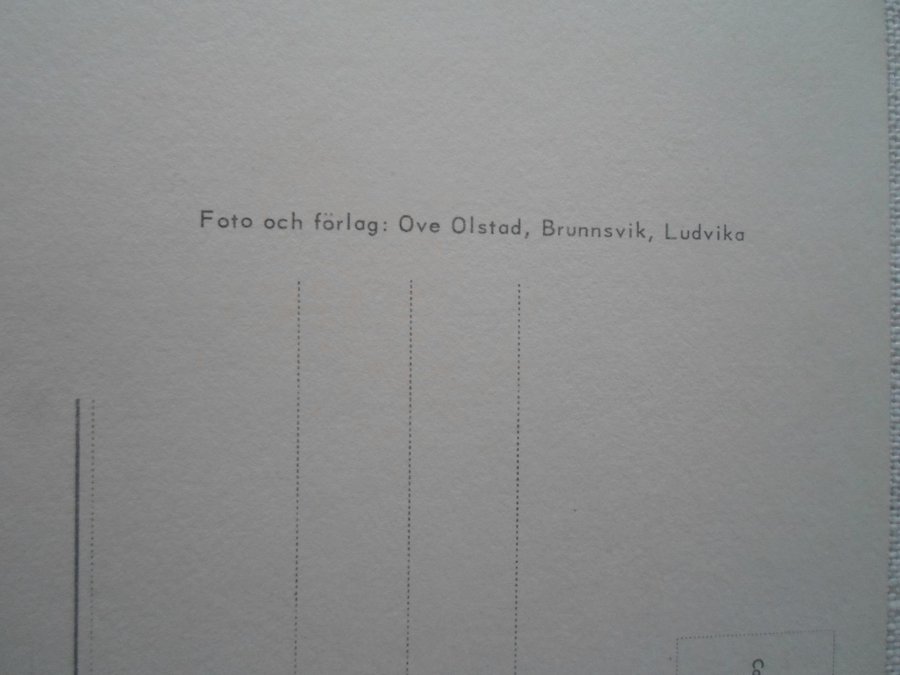 Foto och förlag: Ove Olstad, Brunnsvik, Ludvika